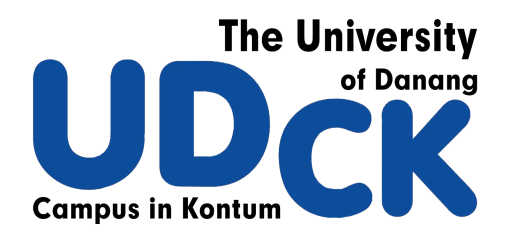 The University
of Danang
UDCK
Campus in Kontum